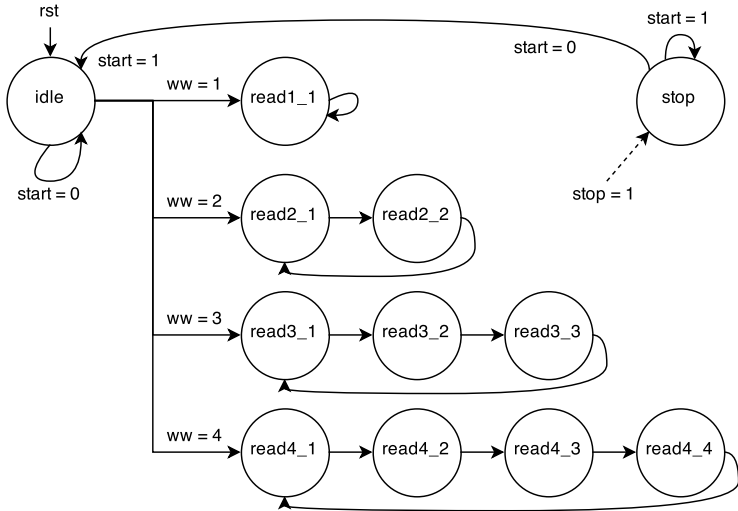 rst
start = 1
start = 1
start = 0
ww = 1
idle
read1_1
stop
start = 0
stop = 1
ww = 2
read2_1
read2_2
ww = 3
read3_1
read3_2
read3_3
ww = 4
read4_1
read4_2
read4_3
read4_4